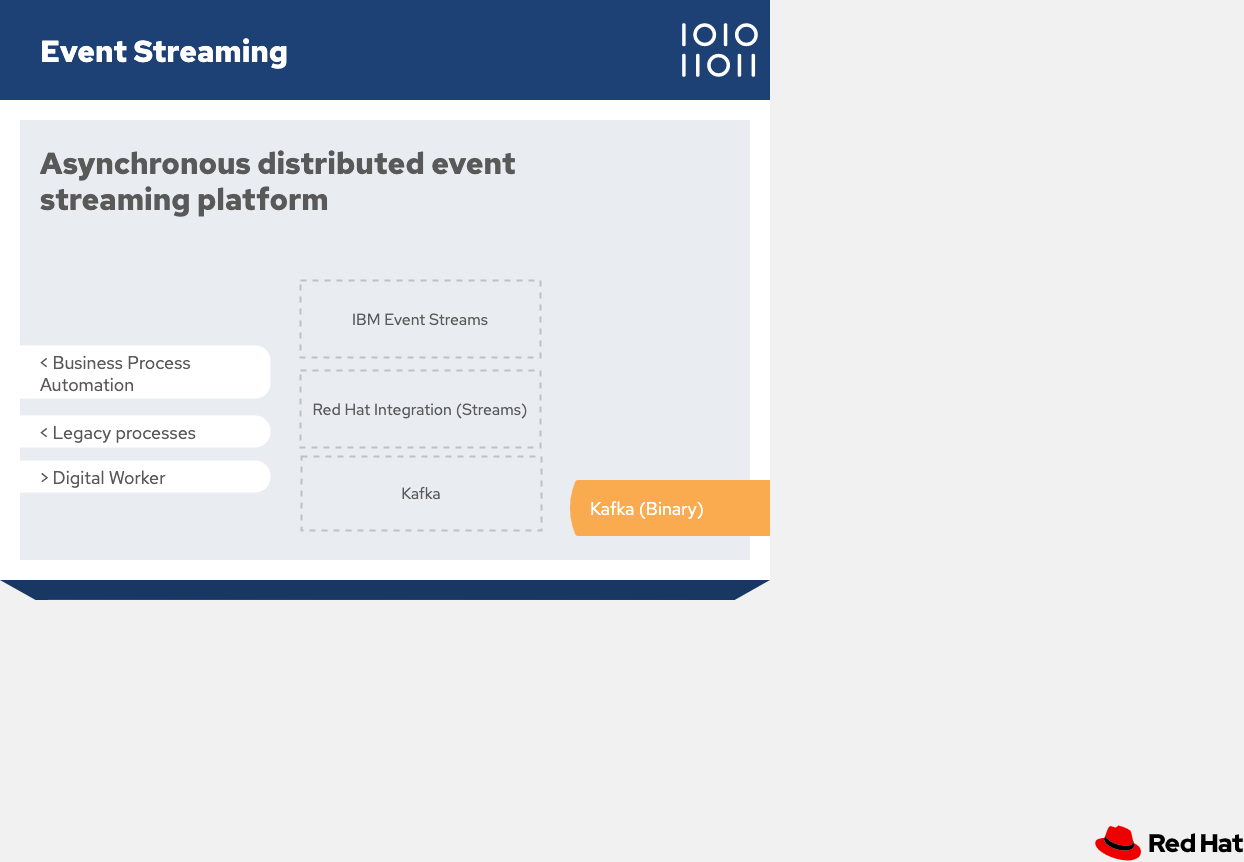 Event Streaming
1010
11011
Asynchronous distributed event
streaming platform
IBM Event Streams
< Business Process
Automation
Red Hat Integration (Streams)
< Legacy processes
> Digital Worker
Kafka
Kafka (Binary)
Red Hat